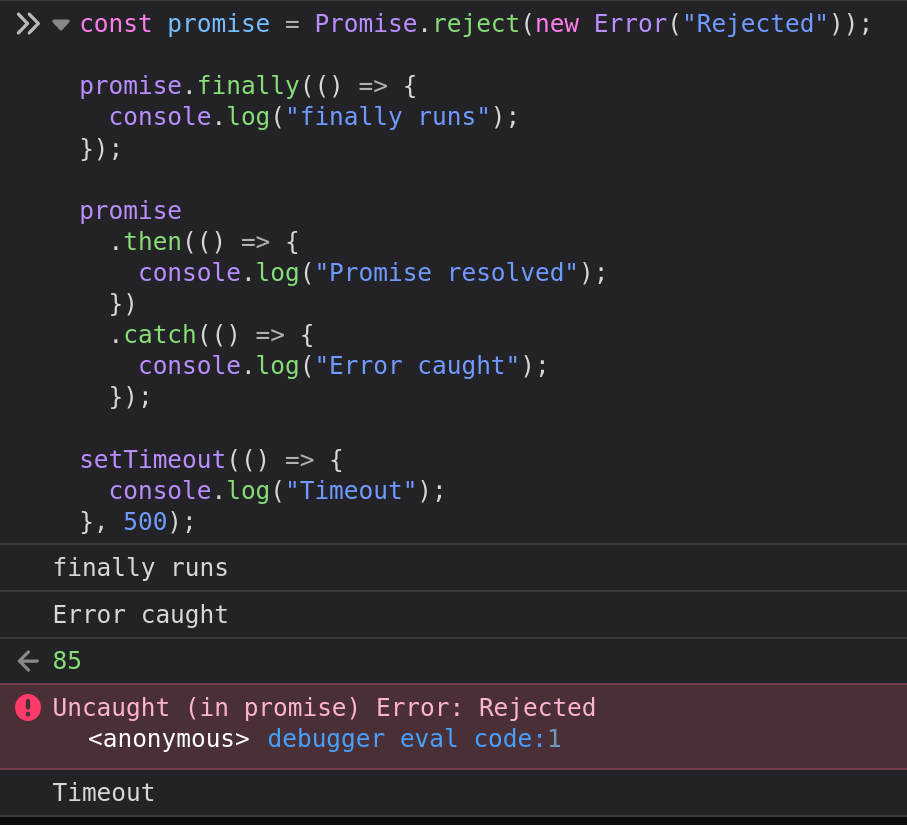 const promise = Promise.reject(new Error("Rejected"));

promise.finally(() => {
  console.log("finally runs");
});

promise
  .then(() => {
    console.log("Promise resolved");
  })
  .catch(() => {
    console.log("Error caught");
  });

setTimeout(() => {
  console.log("Timeout");
}, 500);
finally runs
Error caught
85
Uncaught (in promise) Error: Rejected
<anonymous> debugger eval code:1
Timeout